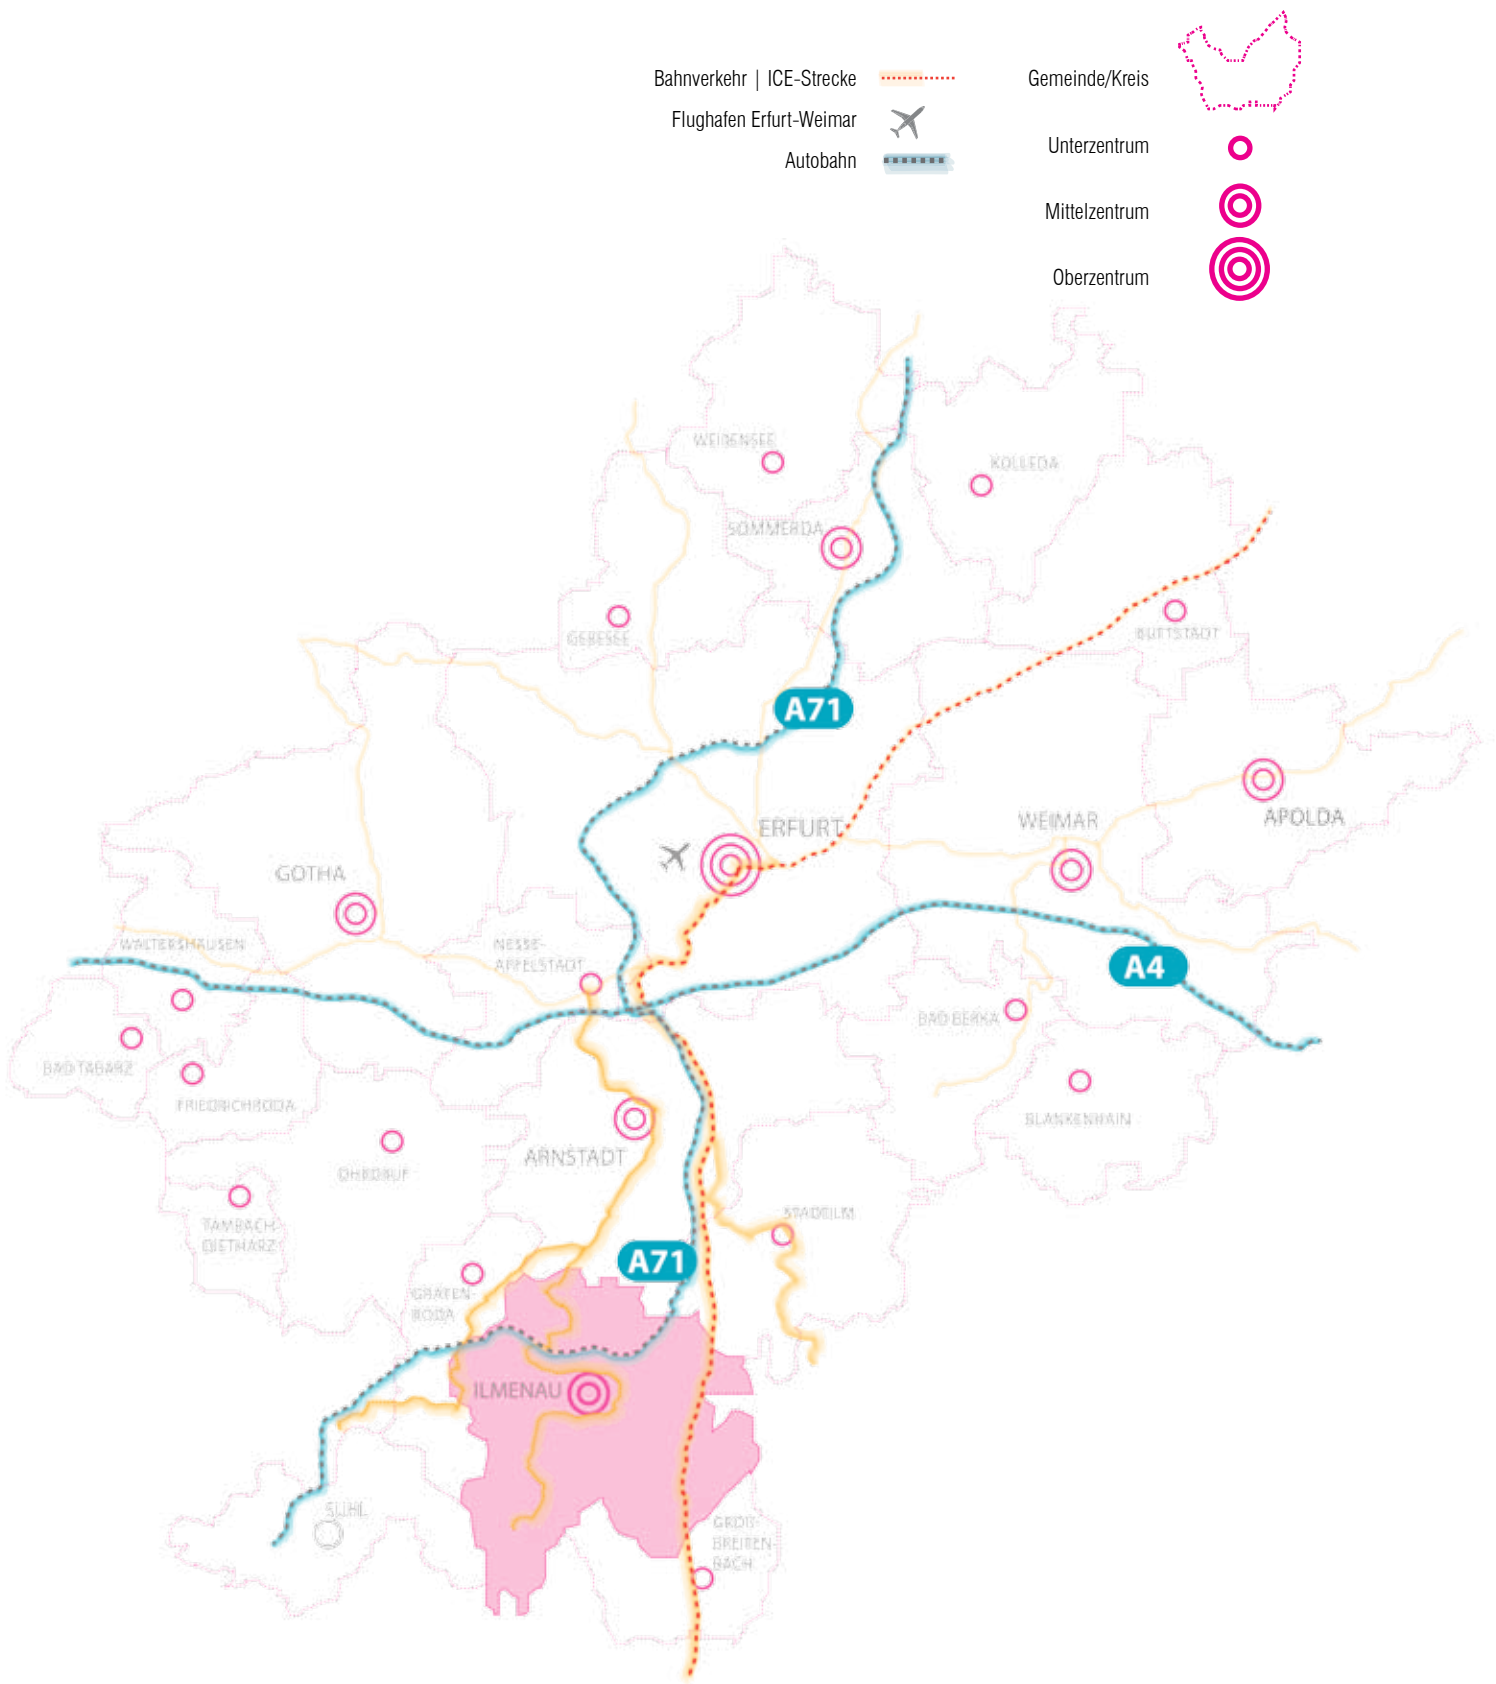 Bahnverkehr | ICE-Strecke
Gemeinde/Kreis
Flughafen Erfurt-Weimar
Unterzentrum
Autobahn
Mittelzentrum
Oberzentrum
WEIßENSEE
KÖLLEDA
SÖMMERDA
GEBESEE
BUTTSTÄDT
A71
ERFURT
WEIMAR
APOLDA
GOTHA
WALTERSHAUSEN
NESSE-
APFELSTÄDT
A4
BAD BERKA
BAD TABARZ
FRIEDRICHRODA
BLANKENHAIN
ARNSTADT
OHRDRUF
TAMBACH-
DIETHARZ
STADTILM
A71
GRÄFEN-
RODA
ILMENAU
SUHL
GROß-
BREITEN-
BACH